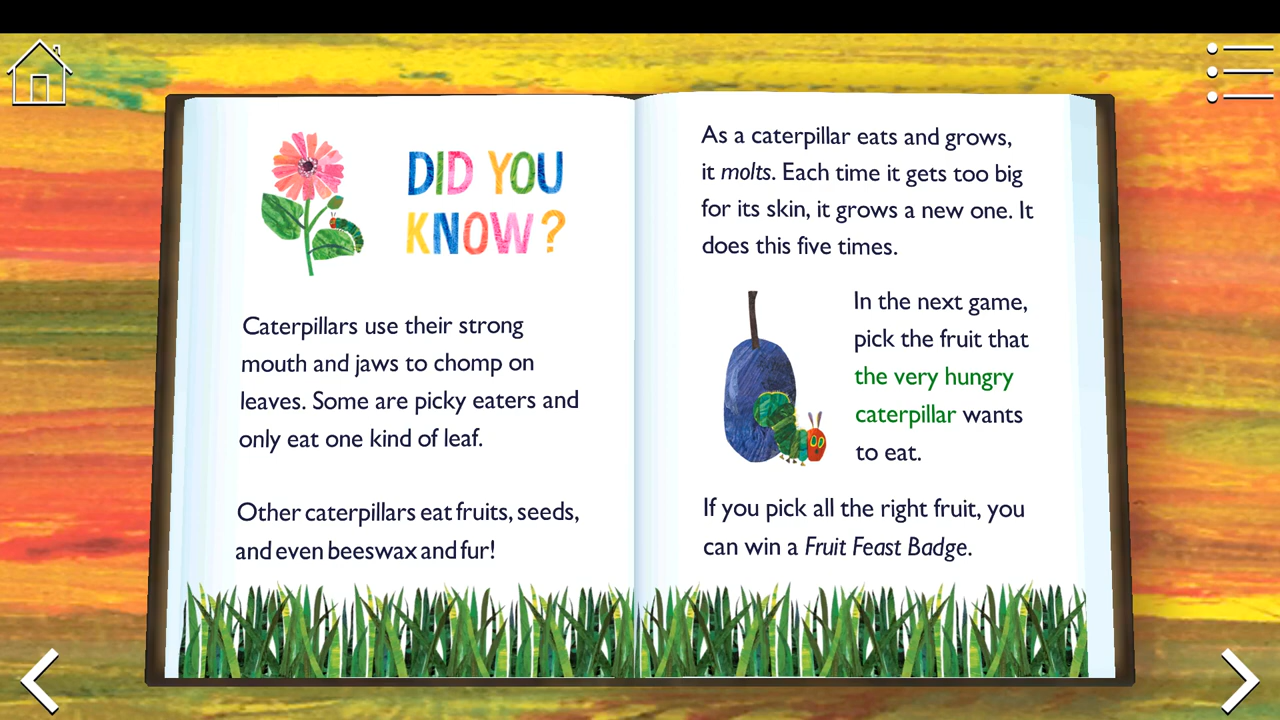 DID YOU
KNOW?
Caterpillars use their strong
mouth and jaws to chomp on
leaves. Some are picky eaters and
only eat one kind of leaf.
Other caterpillars eat fruits, seeds,
and even beeswax and fur!
As a caterpillar eats and grows,
it molts. Each time it gets too big
for its skin, it grows a new one. It
does this five times.
In the next game,
pick the fruit that
the very hungry
caterpillar wants
to eat.
If you pick all the right fruit, you
can win a Fruit Feast Badge.